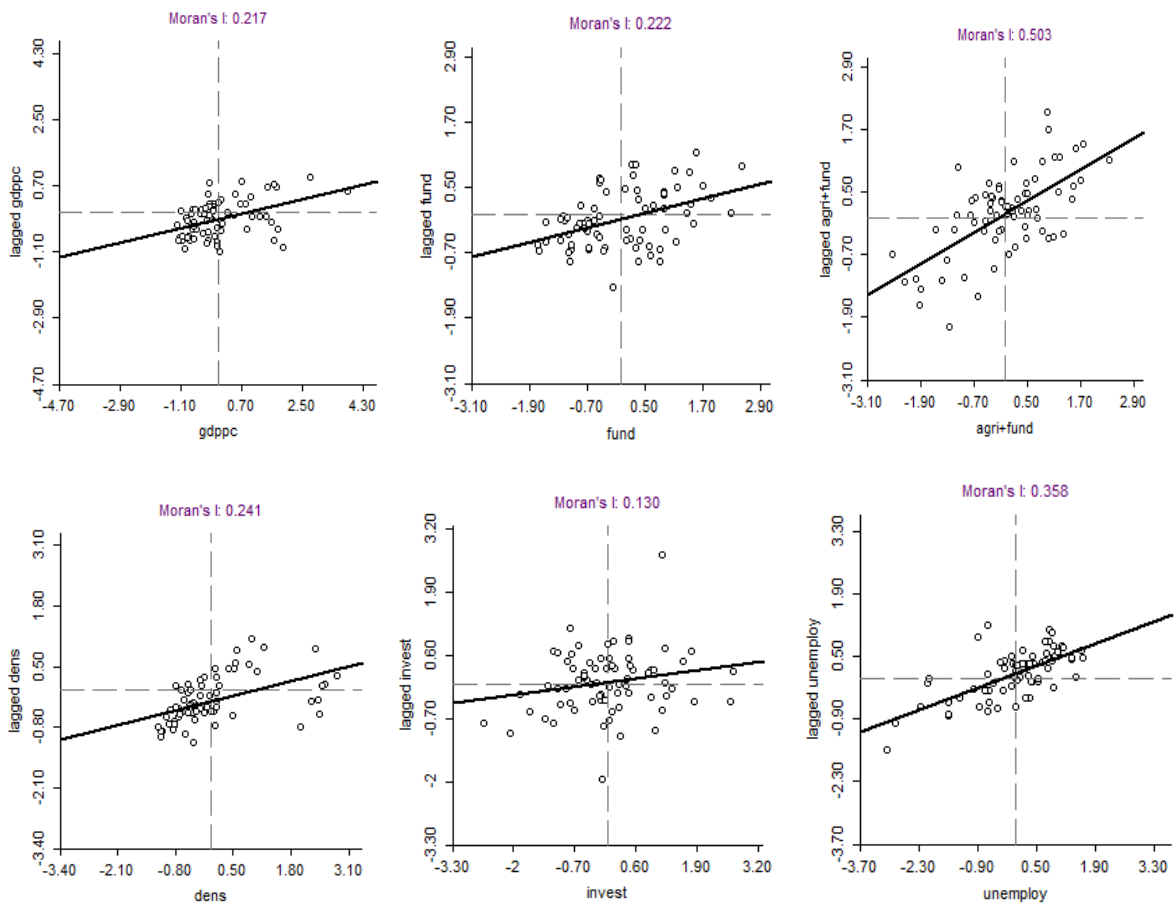 Moran's I: 0.217
lagged gdppc
4.30
2.50
0.70
-1.10
-2.90
-4.70
-4.70 -2.90 -1.10 0.70 2.50 4.30
gdppc
Moran's I: 0.222
lagged fund
2.90
1.70
0.50
-0.70
-1.90
-3.10
-3.10 -1.90 -0.70 0.50 1.70 2.90
fund
Moran's I: 0.503
lagged agri+fund
2.90
1.70
0.50
-0.70
-1.90
-3.10
-3.10 -1.90 -0.70 0.50 1.70 2.90
agri+fund
Moran's I: 0.241
lagged dens
3.10
1.80
0.50
-0.80
-2.10
-3.40
-3.40 -2.10 -0.80 0.50 1.80 3.10
dens
Moran's I: 0.130
lagged invest
3.20
1.90
0.60
-0.70
-2
-3.30
-3.30 -2 -0.70 0.60 1.90 3.20
invest
Moran's I: 0.358
lagged unemploy
3.30
1.90
0.50
-0.90
-2.30
-3.70
-3.70 -2.30 -0.90 0.50 1.90 3.30
unemploy